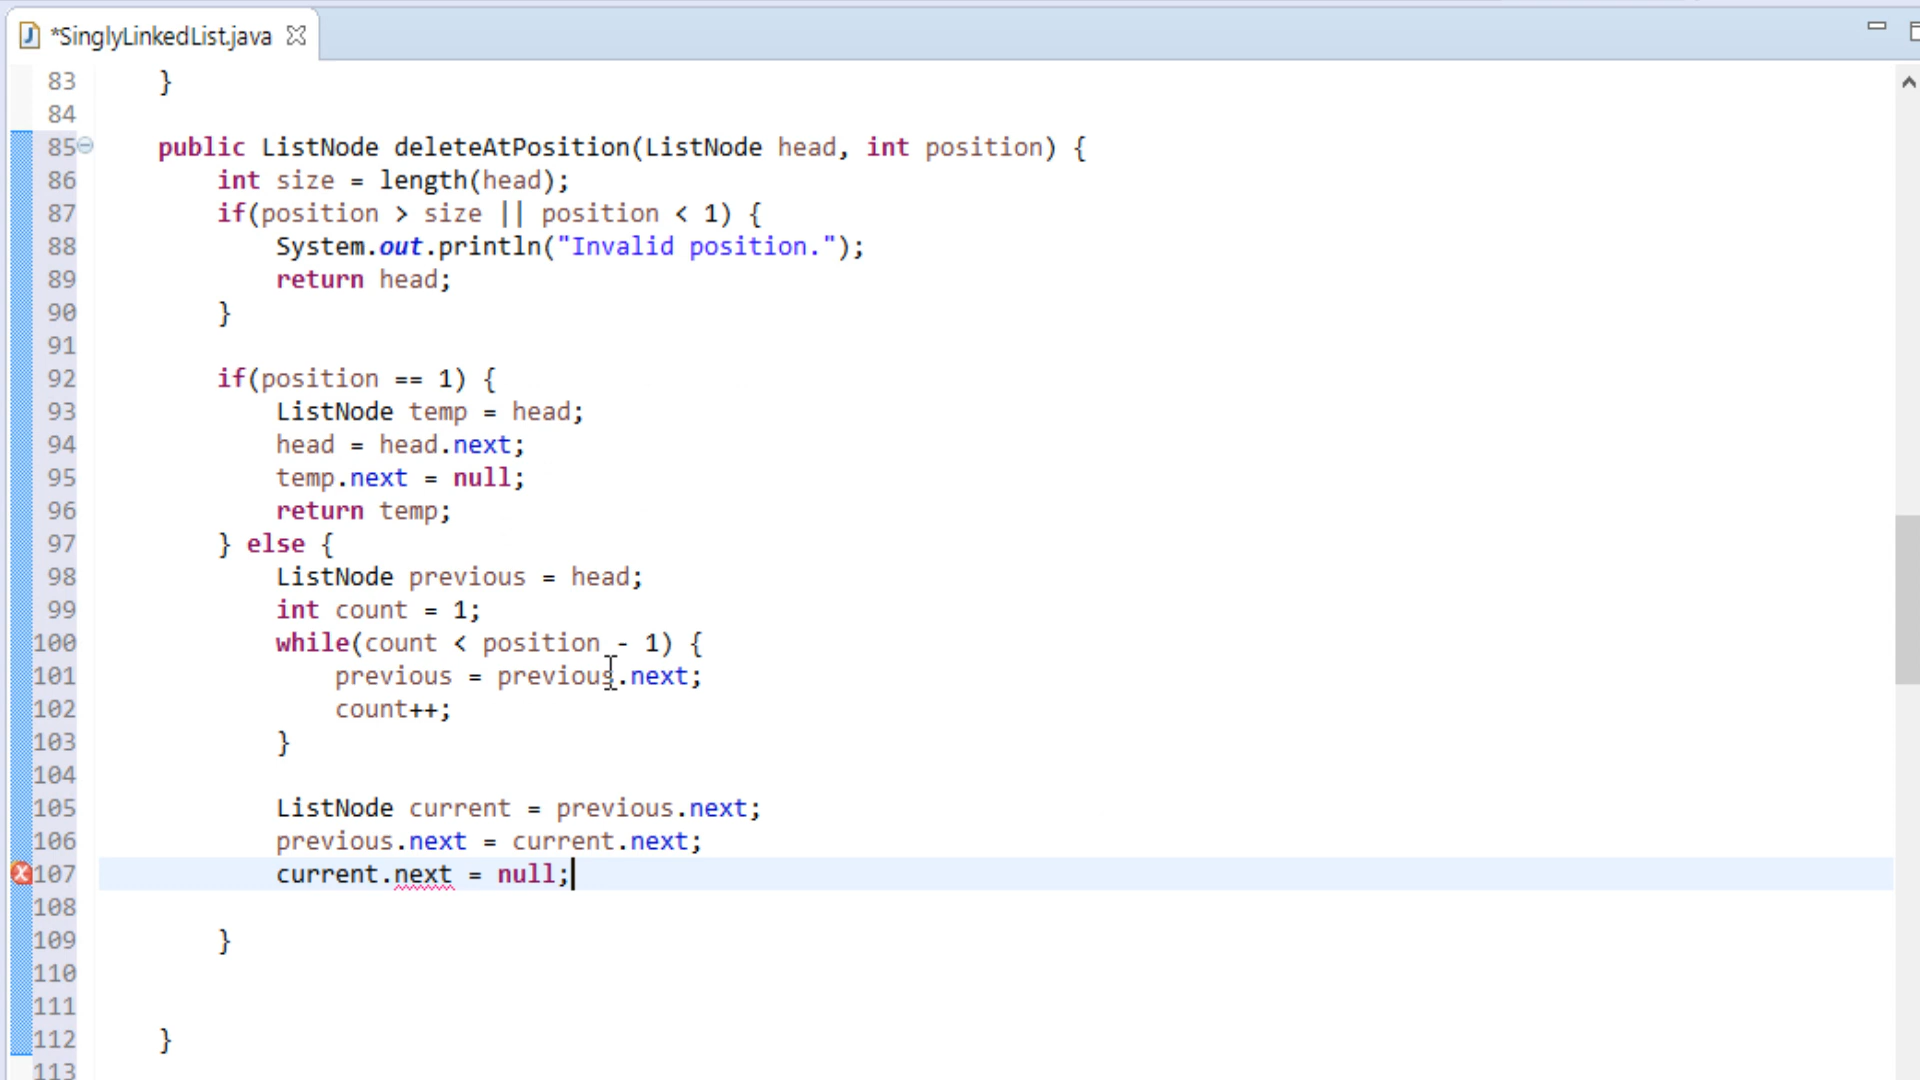 *SinglyLinkedList.java
83 }
84
85 public ListNode deleteAtPosition(ListNode head, int position) {
86 int size = length(head);
87 if(position > size || position < 1) {
88 System.out.println("Invalid position.");
89 return head;
90 }
91
92 if(position == 1) {
93 ListNode temp = head;
94 head = head.next;
95 temp.next = null;
96 return temp;
97 } else {
98 ListNode previous = head;
99 int count = 1;
100 while(count < position - 1) {
101 previous = previous.next;
102 count++;
103 }
104
105 ListNode current = previous.next;
106 previous.next = current.next;
107 current.next = null;
108
109 }
110
111
112 }
113